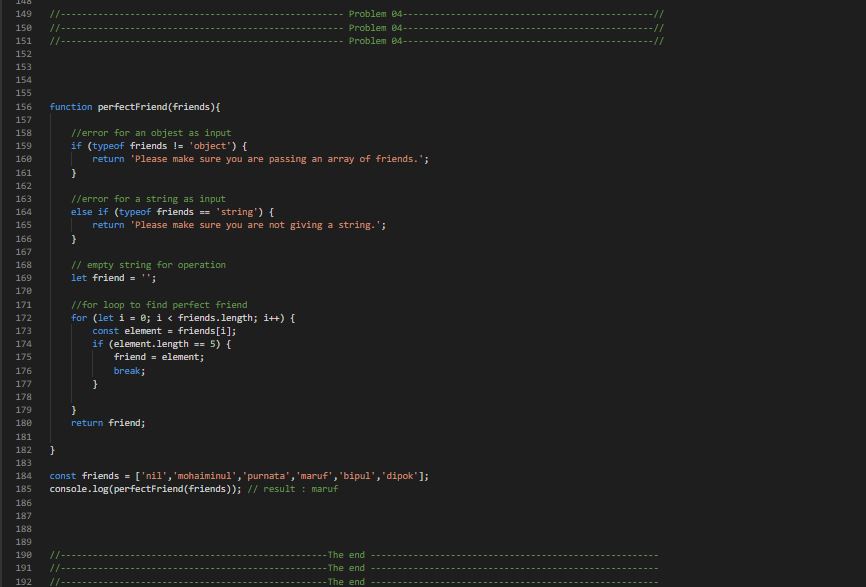 148
149 //----------------------------------------------------- Problem 04-----------------------------------------------//
150 //----------------------------------------------------- Problem 04-----------------------------------------------//
151 //----------------------------------------------------- Problem 04-----------------------------------------------//
152
153
154
155
156 function perfectFriend(friends){
157
158     //error for an objest as input
159     if (typeof friends != 'object') {
160         return 'Please make sure you are passing an array of friends.';
161     }
162
163     //error for a string as input
164     else if (typeof friends == 'string') {
165         return 'Please make sure you are not giving a string.';
166     }
167
168     // empty string for operation
169     let friend = '';
170
171     //for loop to find perfect friend
172     for (let i = 0; i < friends.length; i++) {
173         const element = friends[i];
174         if (element.length == 5) {
175             friend = element;
176             break;
177         }
178
179     }
180     return friend;
181
182 }
183
184 const friends = ['nil','mohaiminul','purnata','maruf','bipul','dipok'];
185 console.log(perfectFriend(friends)); // result : maruf
186
187
188
189
190 //--------------------------------------------------The end ------------------------------------------------------
191 //--------------------------------------------------The end ------------------------------------------------------
192 //--------------------------------------------------The end ------------------------------------------------------